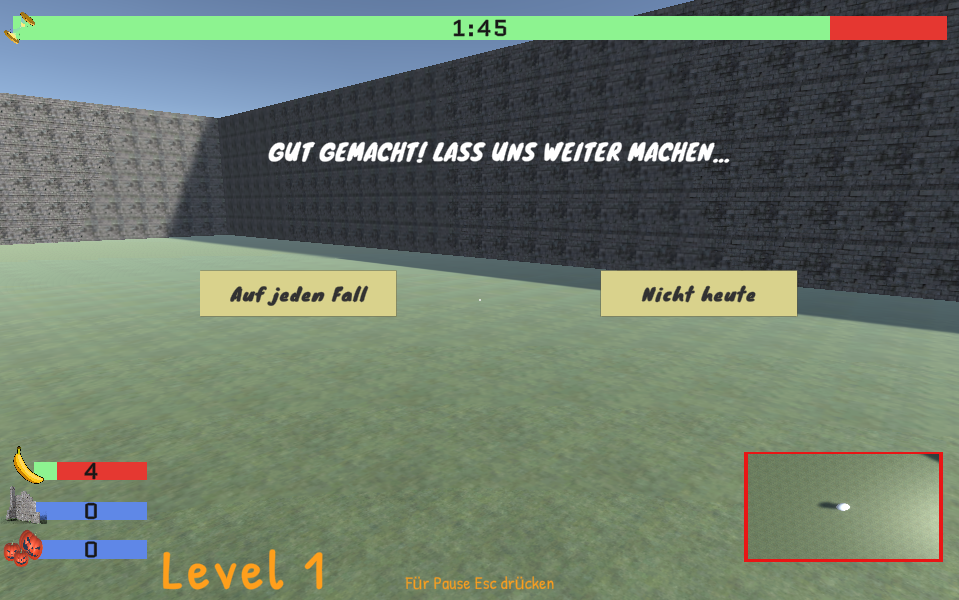 1:45
GUT GEMACHT! LASS UNS WEITER MACHEN...
Auf jeden Fall
Nicht heute
4
0
0
Level 1
Für Pause Esc drücken